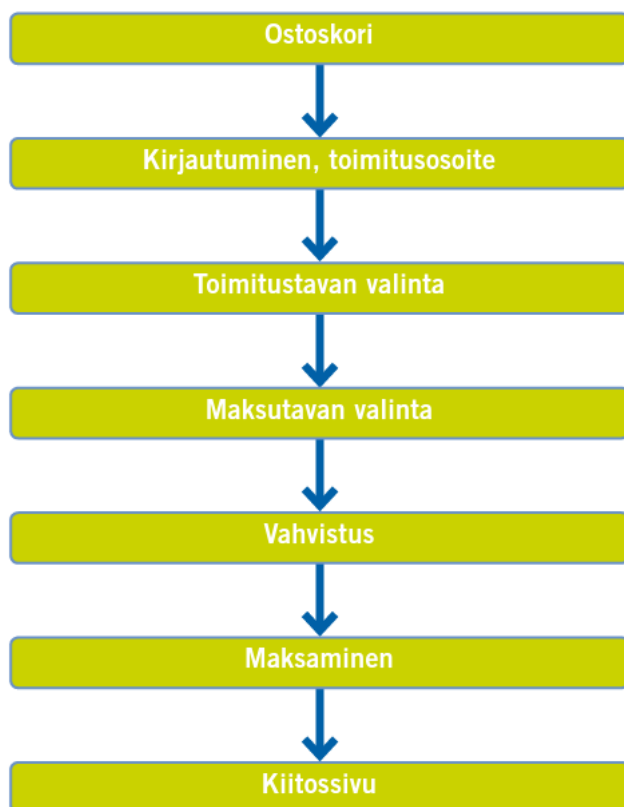 Ostoskori
Kirjautuminen, toimitusosoite
Toimitustavan valinta
Maksutavan valinta
Vahvistus
Maksaminen
Kiitossivu